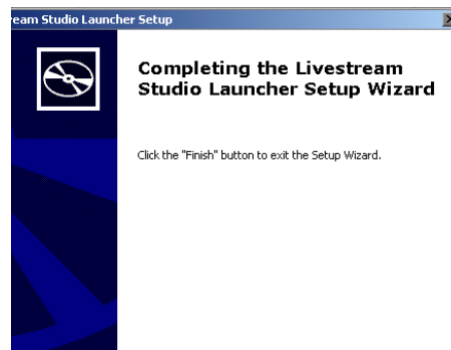 ream Studio Launcher Setup
Completing the Livestream
Studio Launcher Setup Wizard
Click the "Finish" button to exit the Setup Wizard.